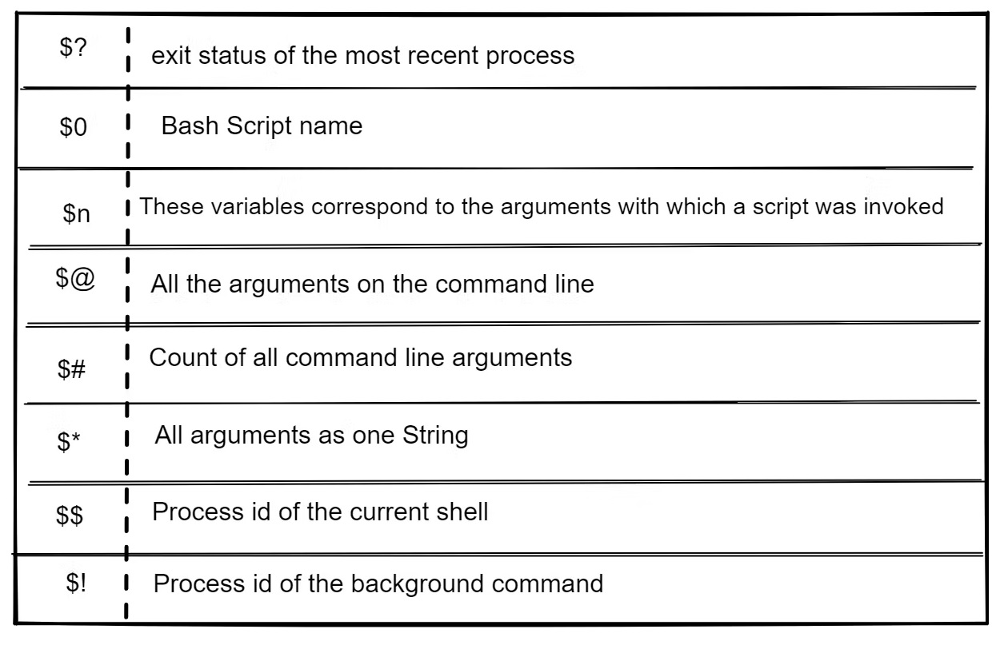 $? exit status of the most recent process
$0 Bash Script name
$n These variables correspond to the arguments with which a script was invoked
$@ All the arguments on the command line
$# Count of all command line arguments
$* All arguments as one String
$$ Process id of the current shell
$! Process id of the background command